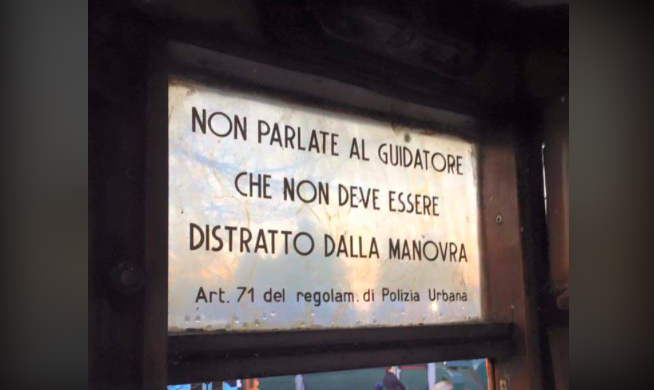 NON PARLATE AL GUIDATORE
CHE NON DEVE ESSERE
DISTRATTO DALLA MANOVRA
Art. 71 del regolam. di Polizia Urbana